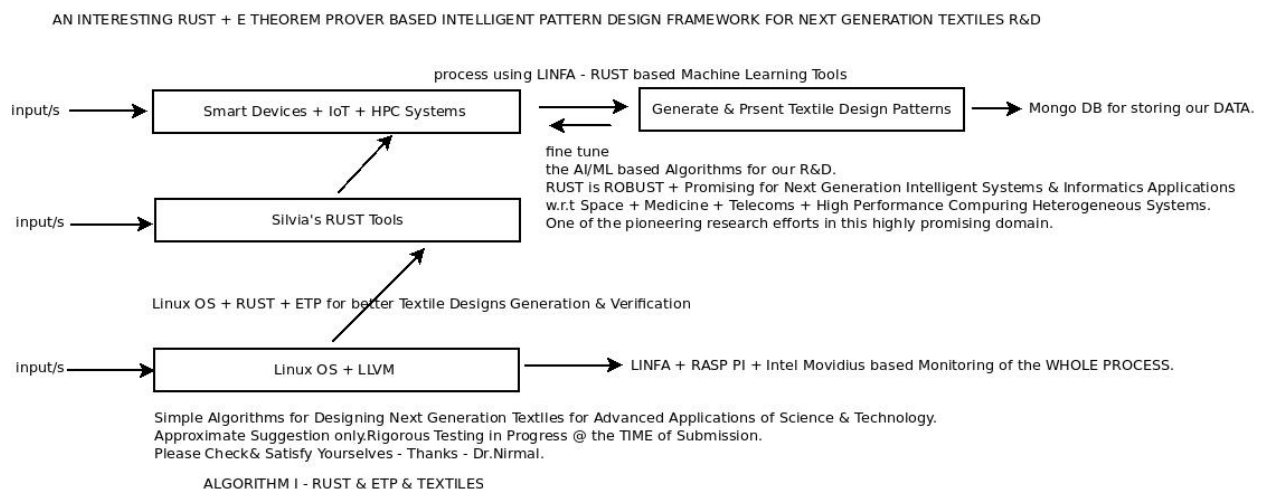 AN INTERESTING RUST + E THEOREM PROVER BASED INTELLIGENT PATTERN DESIGN FRAMEWORK FOR NEXT GENERATION TEXTILES R&D
process using LINFA - RUST based Machine Learning Tools
input/s
Smart Devices + IoT + HPC Systems
Generate & Prsent Textile Design Patterns
Mongo DB for storing our DATA.
fine tune
the AI/ML based Algorithms for our R&D.
RUST is ROBUST + Promising for Next Generation Intelligent Systems & Informatics Applications
w.r.t Space + Medicine + Telecoms + High Performance Compuring Heterogeneous Systems.
One of the pioneering research efforts in this highly promising domain.
input/s
Silvia's RUST Tools
Linux OS + RUST + ETP for better Textile Designs Generation & Verification
input/s
Linux OS + LLVM
LINFA + RASP PI + Intel Movidius based Monitoring of the WHOLE PROCESS.
Simple Algorithms for Designing Next Generation Textlies for Advanced Applications of Science & Technology.
Approximate Suggestion only.Rigorous Testing in Progress @ the TIME of Submission.
Please Check& Satisfy Yourselves - Thanks - Dr.Nirmal.
ALGORITHM I - RUST & ETP & TEXTILES